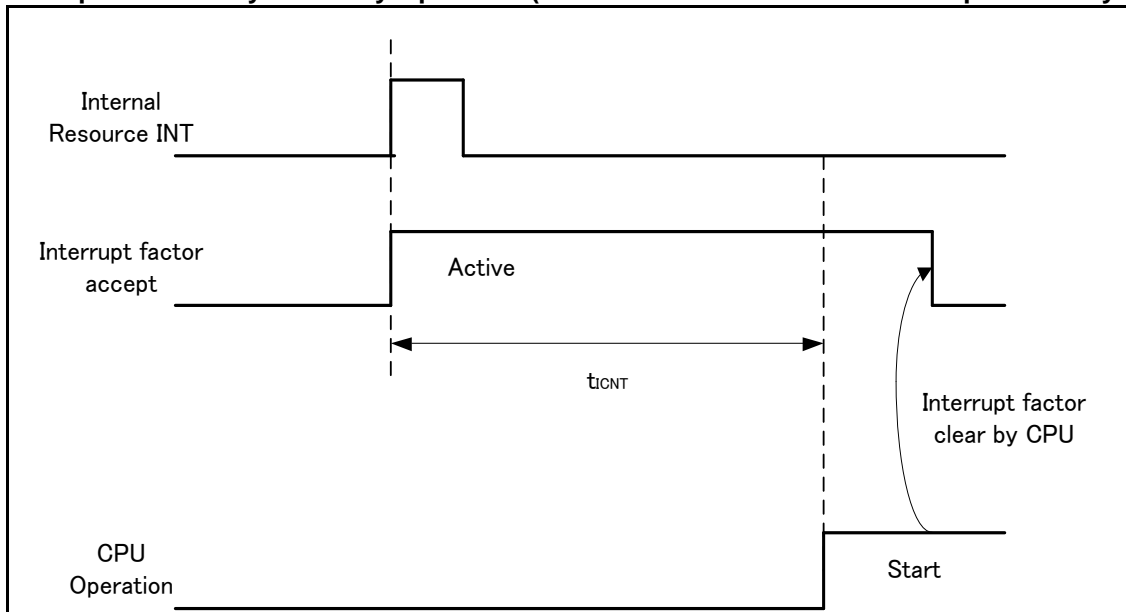 Internal
Resource INT
Interrupt factor
accept
Active
tICNT
Interrupt factor
clear by CPU
CPU
Operation
Start